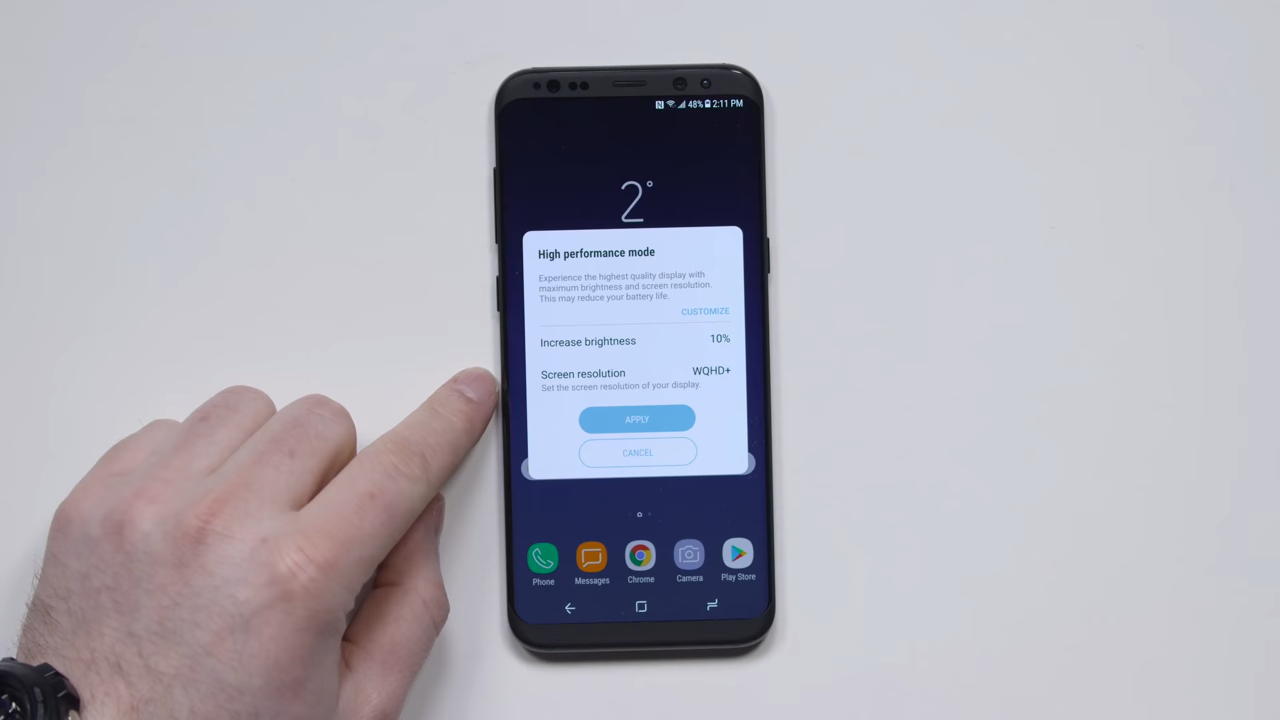 48% 2:11 PM
2°
High performance mode
Experience the highest quality display with
maximum brightness and screen resolution.
This may reduce your battery life.
CUSTOMIZE
Increase brightness 10%
Screen resolution WQHD+
Set the screen resolution of your display.
APPLY
CANCEL
Phone Messages Chrome Camera Play Store